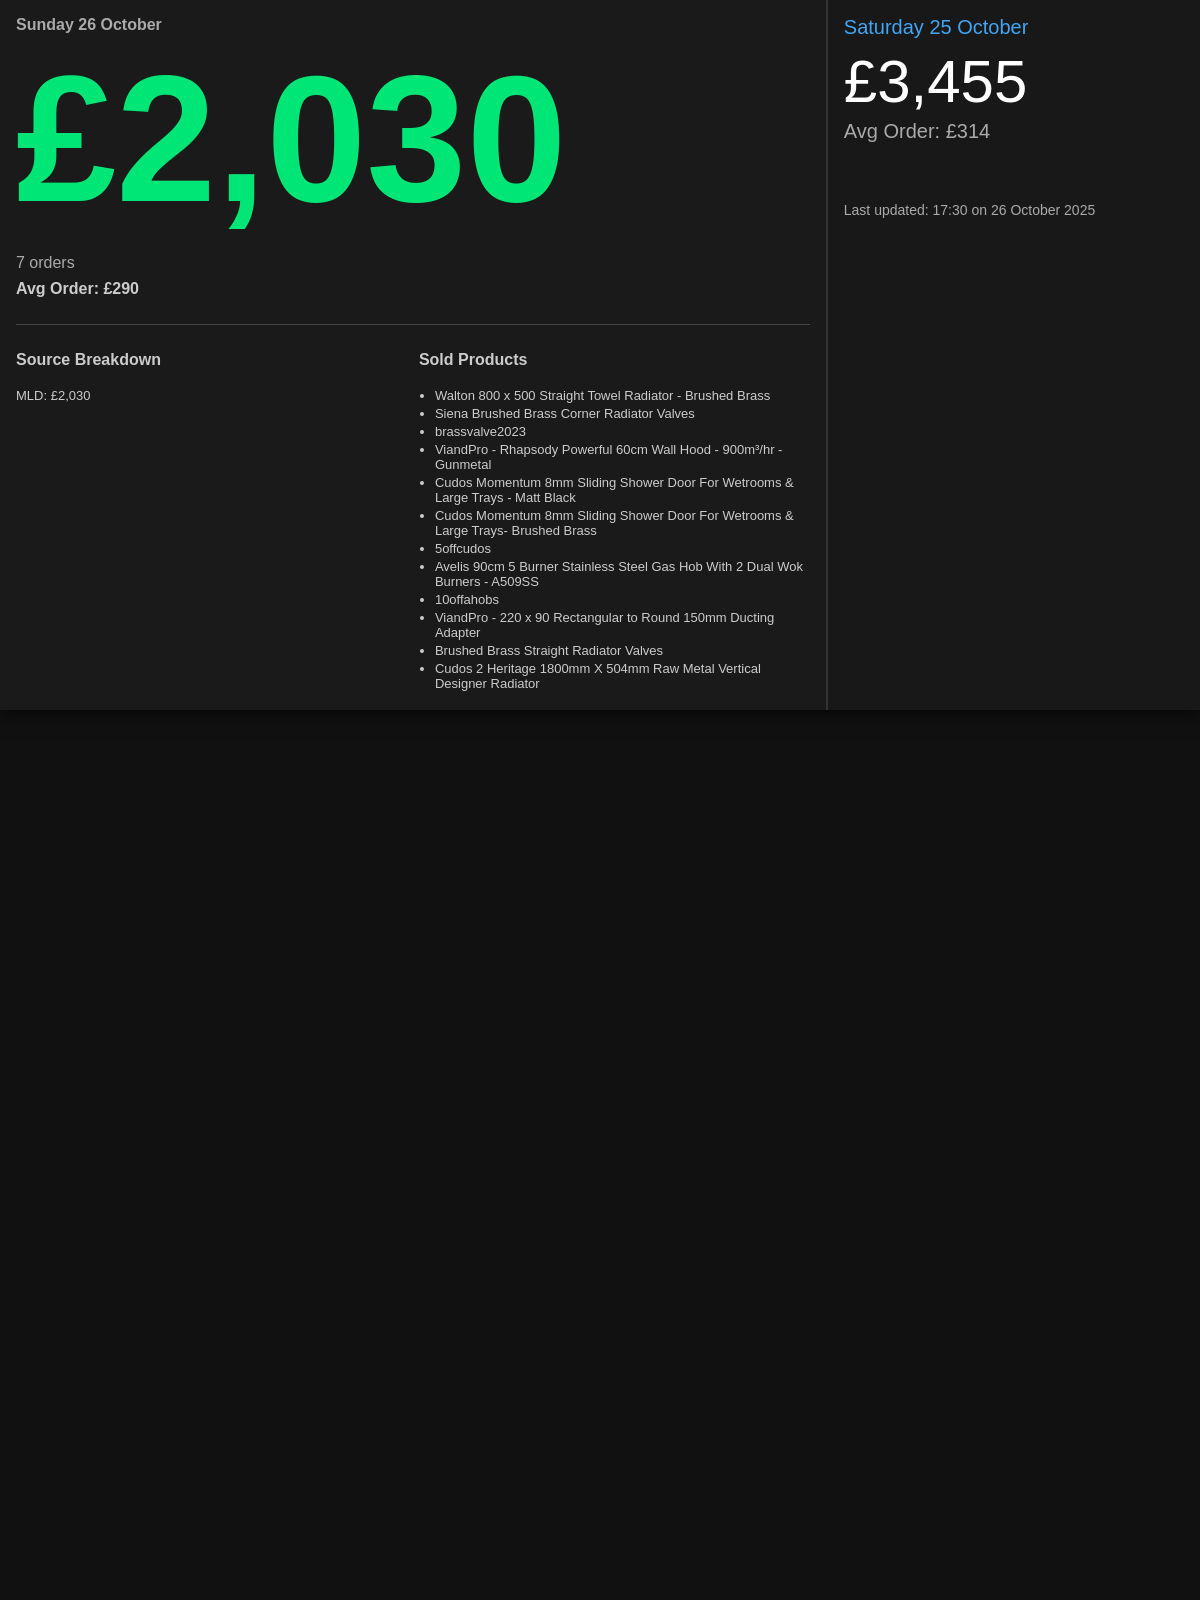 Sunday 26 October
£2,030
7 orders
Avg Order: £290
Source Breakdown
MLD: £2,030
Sold Products
• Walton 800 x 500 Straight Towel Radiator - Brushed Brass
• Siena Brushed Brass Corner Radiator Valves
• brassvalve2023
• ViandPro - Rhapsody Powerful 60cm Wall Hood - 900m³/hr -
Gunmetal
• Cudos Momentum 8mm Sliding Shower Door For Wetrooms &
Large Trays - Matt Black
• Cudos Momentum 8mm Sliding Shower Door For Wetrooms &
Large Trays- Brushed Brass
• 5offcudos
• Avelis 90cm 5 Burner Stainless Steel Gas Hob With 2 Dual Wok
Burners - A509SS
• 10offahobs
• ViandPro - 220 x 90 Rectangular to Round 150mm Ducting
Adapter
• Brushed Brass Straight Radiator Valves
• Cudos 2 Heritage 1800mm X 504mm Raw Metal Vertical
Designer Radiator
Saturday 25 October
£3,455
Avg Order: £314
Last updated: 17:30 on 26 October 2025